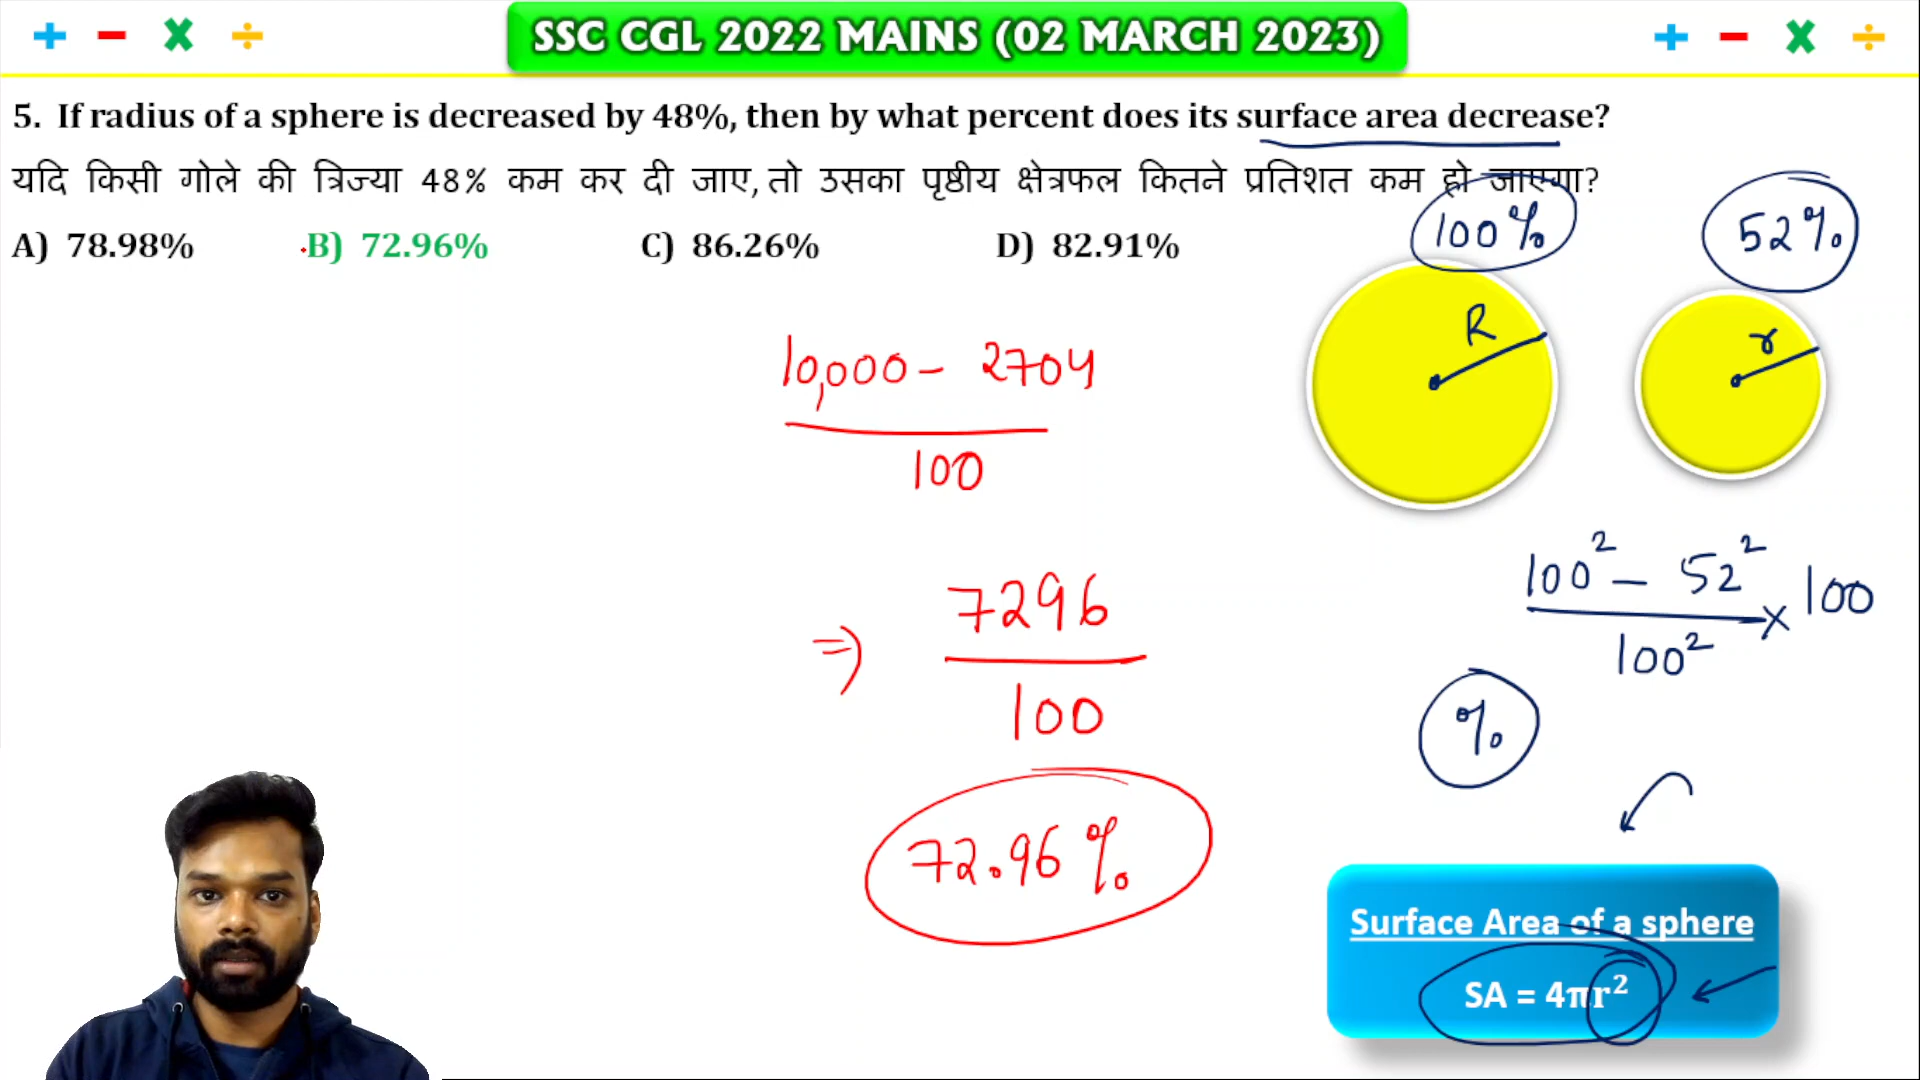 + - × ÷ SSC CGL 2022 MAINS (02 MARCH 2023) + - × ÷
5. If radius of a sphere is decreased by 48%, then by what percent does its surface area decrease?
यदि किसी गोले की त्रिज्या 48% कम कर दी जाए, तो उसका पृष्ठीय क्षेत्रफल कितने प्रतिशत कम हो जाएगा?
A) 78.98% B) 72.96% C) 86.26% D) 82.91%
100% 52%
R r
10,000 - 2704
100
⇒ 7296
100
72.96%
100² - 52² × 100
100²
%
Surface Area of a sphere
SA = 4πr²